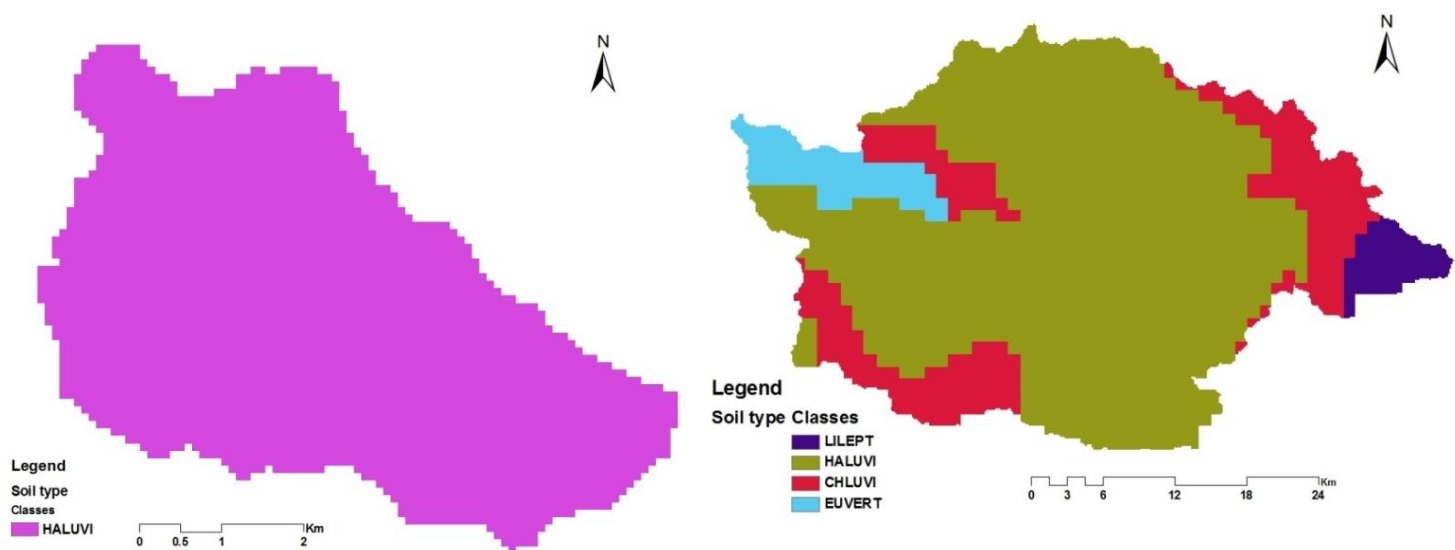 N
Legend
Soil type
Classes
HALUVI
0 0.5 1 2 Km
N
Legend
Soil type Classes
LILEPT
HALUVI
CHLUVI
EUVERT
Km
0 3 6 12 18 24